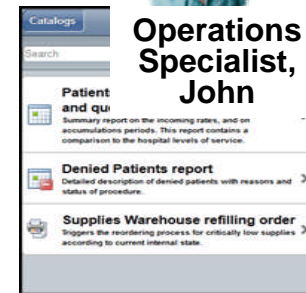 Catalogs
Operations
Specialist,
John
Search
Patient
and qu
Summary report on the incoming rates, and on
accumulations periods. This report contains a
comparison to the hospital levels of service.
Denied Patients report
Detailed description of denied patients with reasons and
status of procedure.
Supplies Warehouse refilling order
Triggers the reordering process for critically low supplies
according to current internal state.